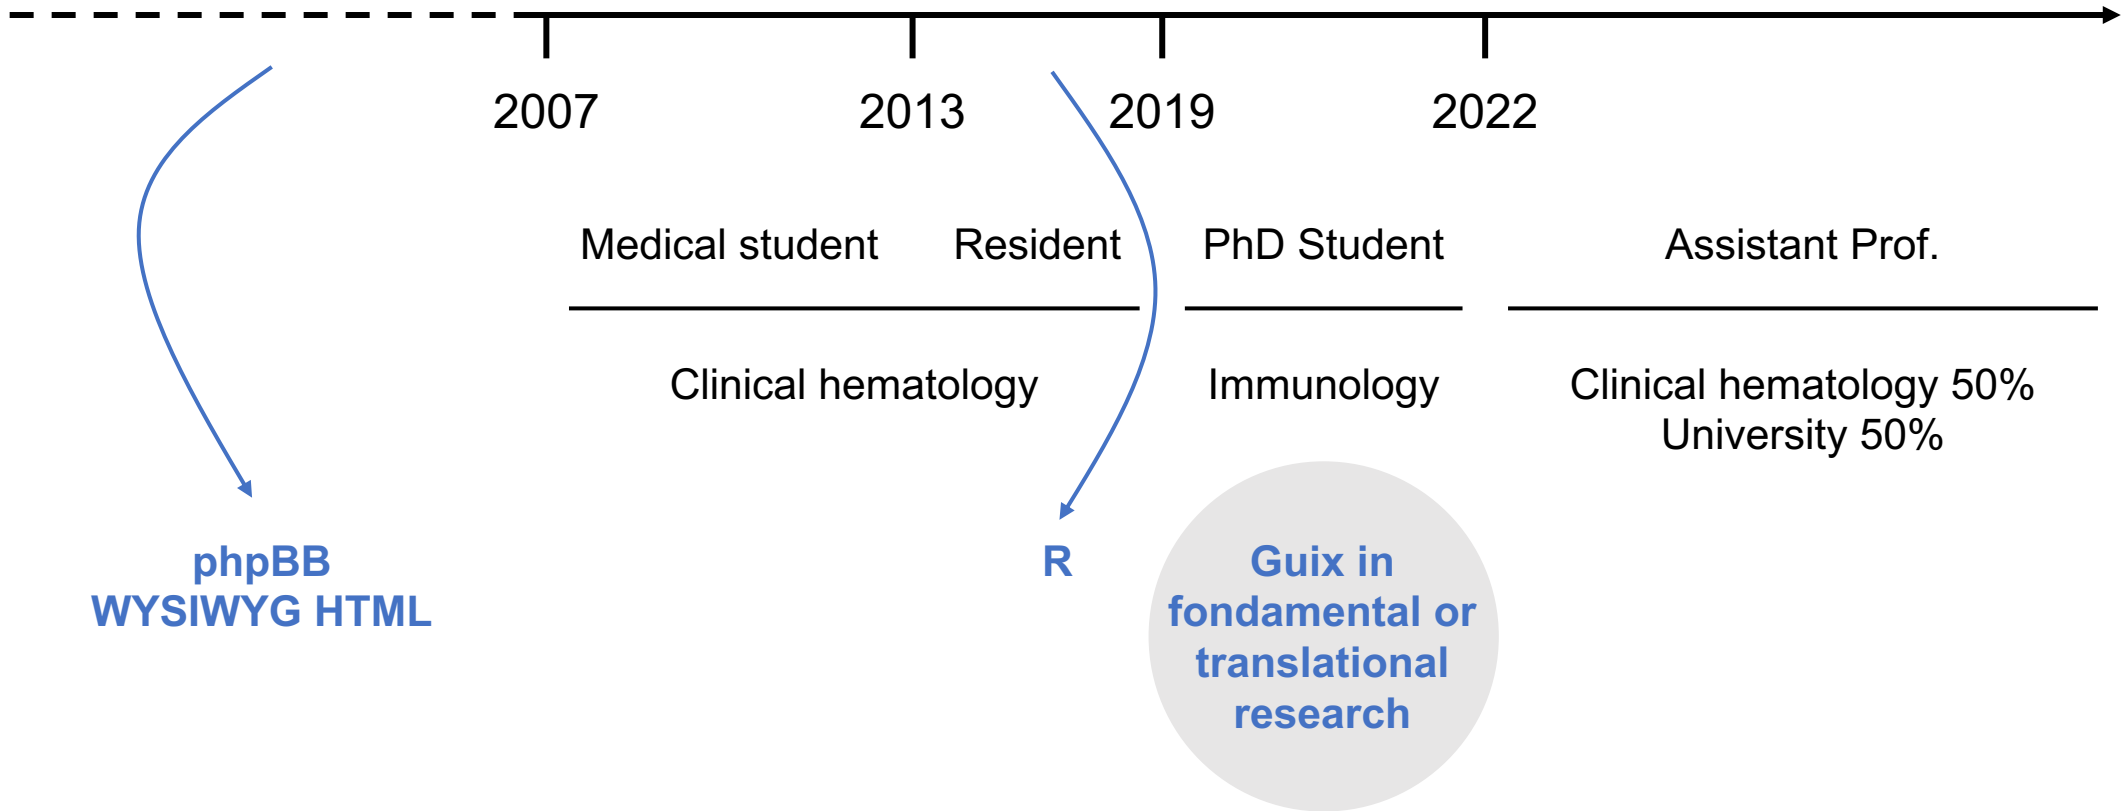 2007
2013
2019
2022
Medical student
Resident
PhD Student
Assistant Prof.
Clinical hematology
Immunology
Clinical hematology 50%
University 50%
phpBB
WYSIWYG HTML
R
Guix in
fondamental or
translational
research